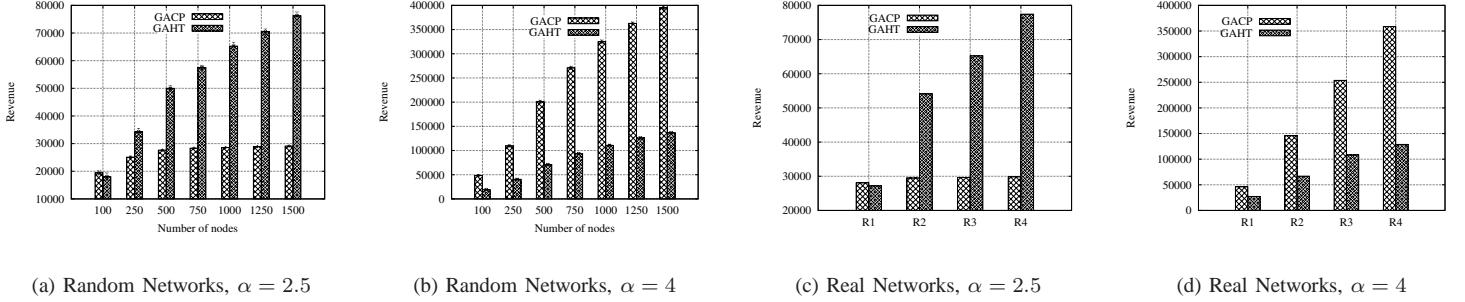 80000
70000
60000
50000
40000
30000
20000
10000
Revenue
GACP
GAHT
100 250 500 750 1000 1250 1500
Number of nodes
(a) Random Networks, α = 2.5
400000
350000
300000
250000
200000
150000
100000
50000
0
Revenue
GACP
GAHT
100 250 500 750 1000 1250 1500
Number of nodes
(b) Random Networks, α = 4
80000
70000
60000
50000
40000
30000
20000
Revenue
GACP
GAHT
R1 R2 R3 R4
(c) Real Networks, α = 2.5
400000
350000
300000
250000
200000
150000
100000
50000
0
Revenue
GACP
GAHT
R1 R2 R3 R4
(d) Real Networks, α = 4